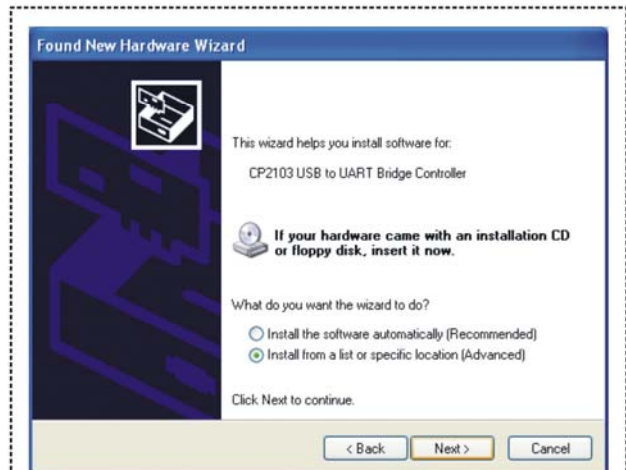 Found New Hardware Wizard
This wizard helps you install software for:
CP2103 USB to UART Bridge Controller
If your hardware came with an installation CD
or floppy disk, insert it now.
What do you want the wizard to do?
Install the software automatically (Recommended)
Install from a list or specific location (Advanced)
Click Next to continue.
< Back Next > Cancel